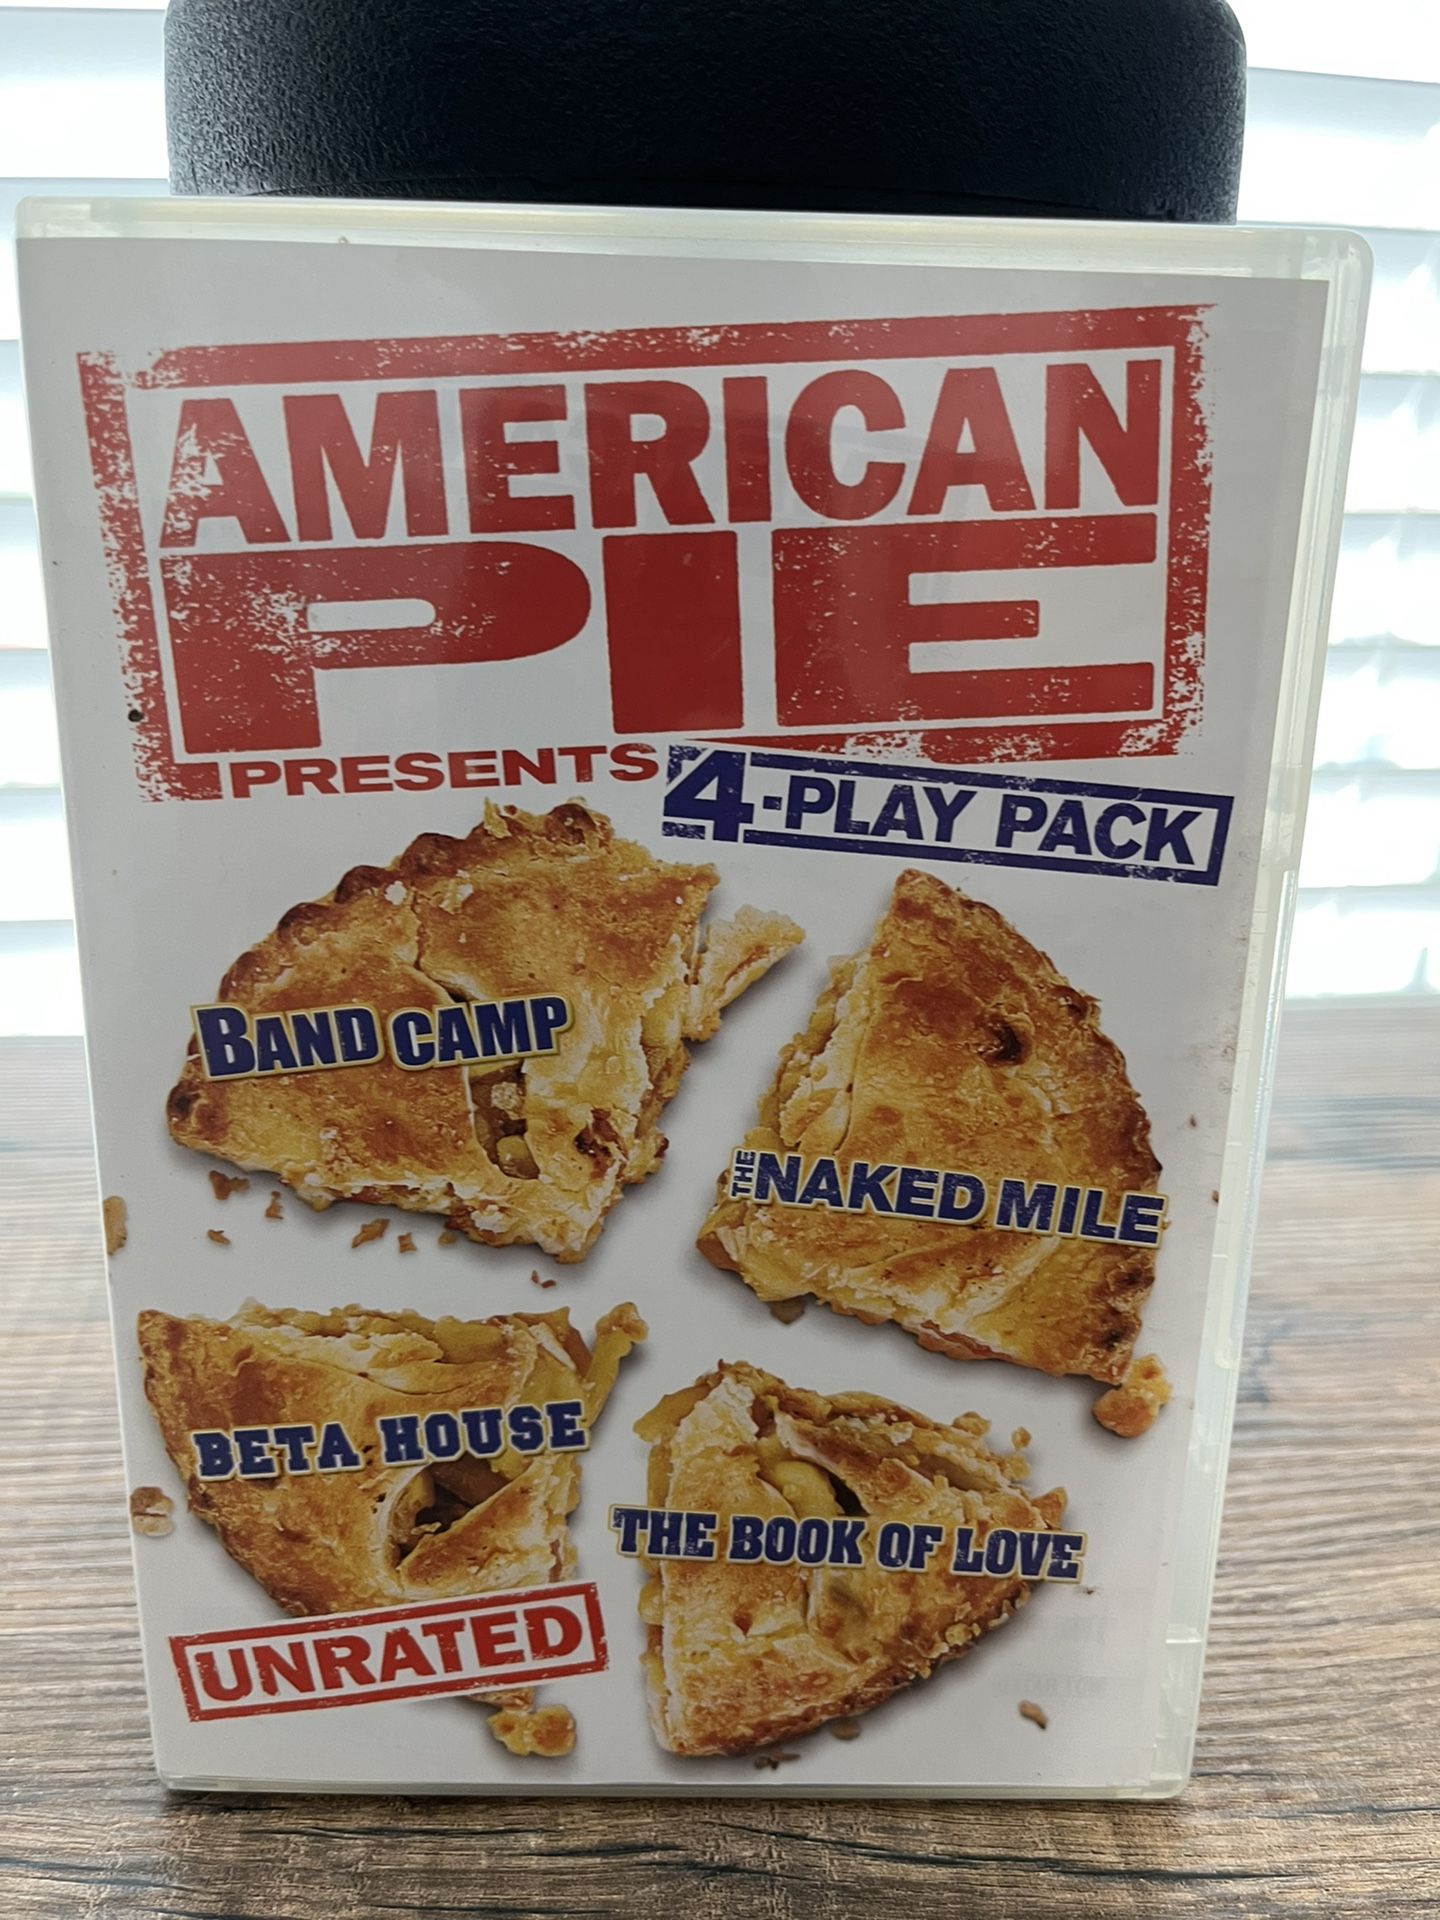 AMERICAN
PIE
PRESENTS
4-PLAY PACK
BAND CAMP
THE NAKED MILE
BETA HOUSE
THE BOOK OF LOVE
UNRATED